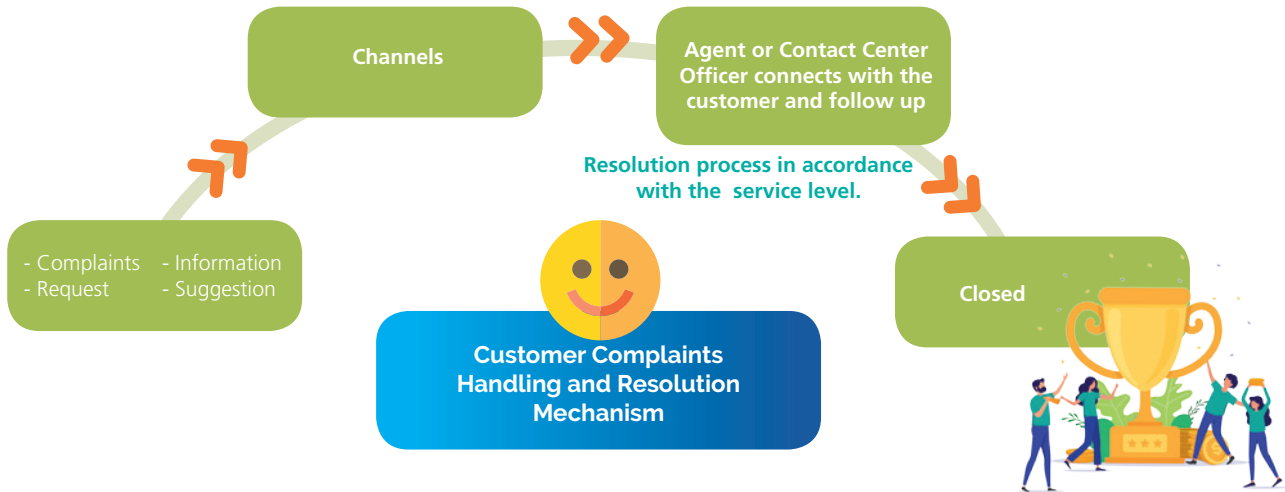 Channels
Agent or Contact Center
Officer connects with the
customer and follow up
Resolution process in accordance
with the service level.
- Complaints - Information
- Request - Suggestion
Closed
Customer Complaints
Handling and Resolution
Mechanism